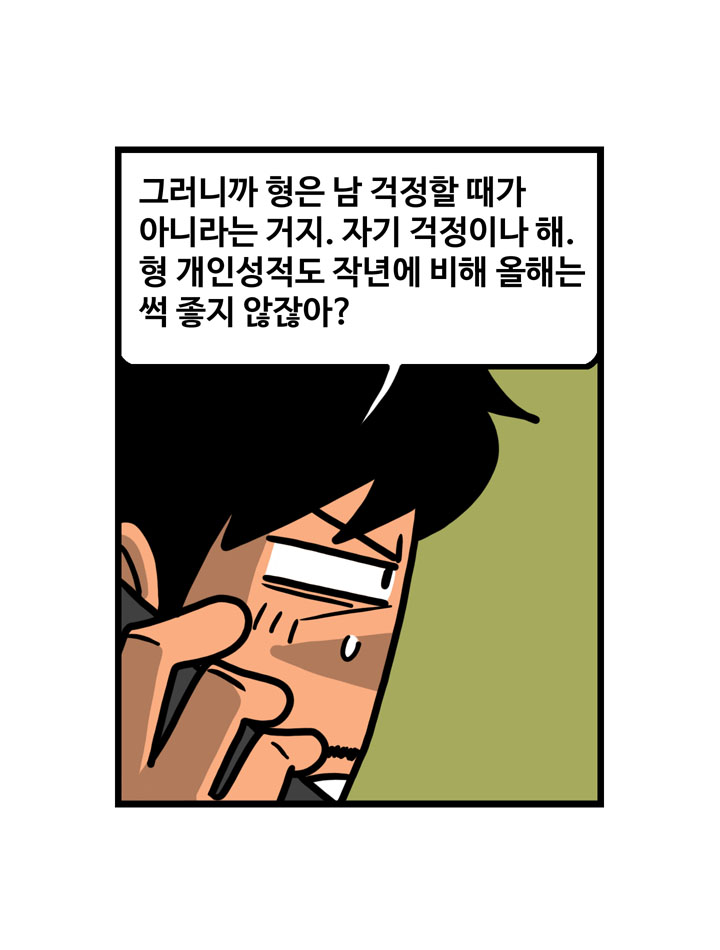 그러니까 형은 남 걱정할 때가
아니라는 거지. 자기 걱정이나 해.
형 개인성적도 작년에 비해 올해는
썩 좋지 않잖아?